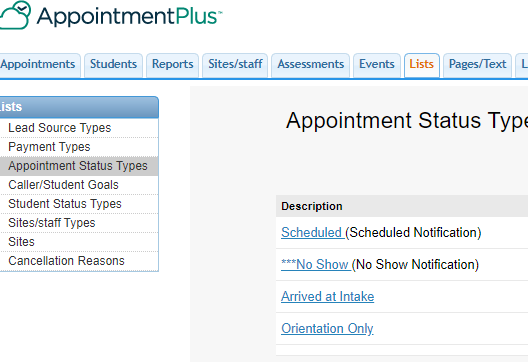 AppointmentPlus™
Appointments Students Reports Sites/staff Assessments Events Lists Pages/Text L
Lists
Lead Source Types
Payment Types
Appointment Status Types
Caller/Student Goals
Student Status Types
Sites/staff Types
Sites
Cancellation Reasons
Appointment Status Type
Description
Scheduled (Scheduled Notification)
***No Show (No Show Notification)
Arrived at Intake
Orientation Only